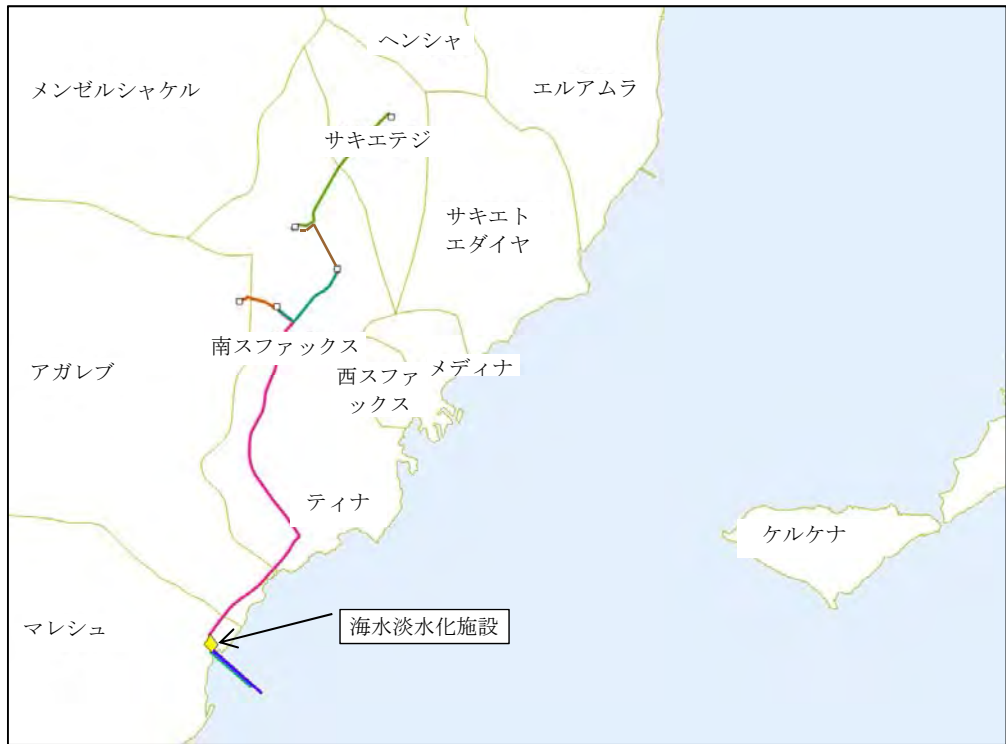 ヘンシャ
メンゼルシャケル
エルアムラ
サキエテジ
サキエト
エダイヤ
南スファックス
アガレブ
メディナ
西スファ
ックス
ティナ
ケルケナ
マレシュ
海水淡水化施設